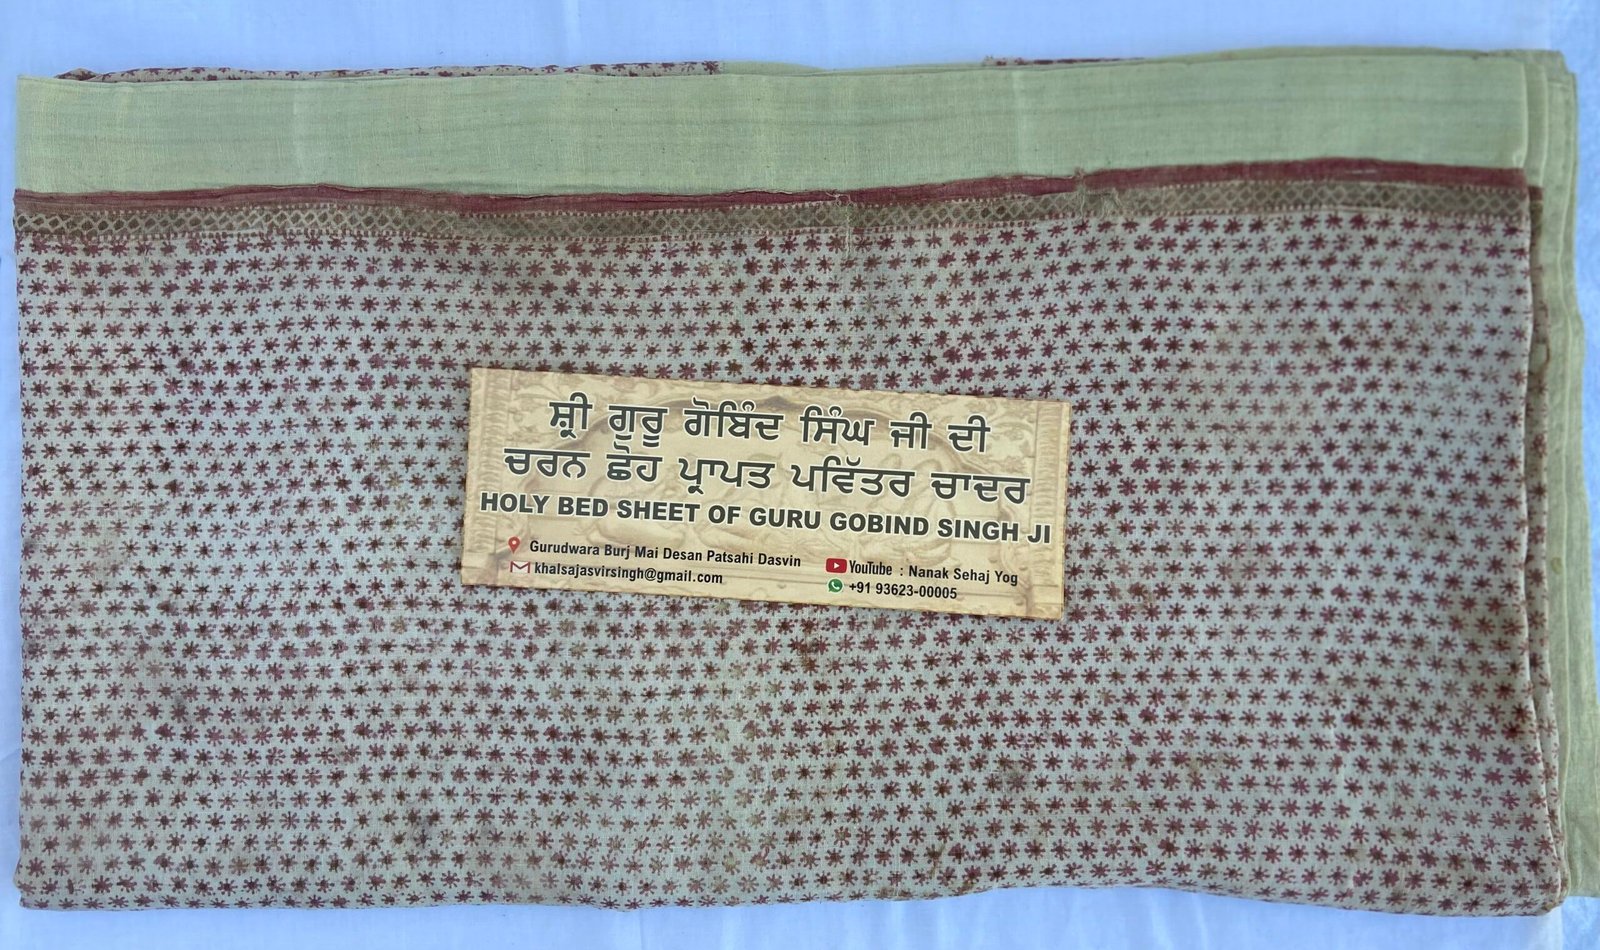 ਸ਼੍ਰੀ ਗੁਰੂ ਗੋਬਿੰਦ ਸਿੰਘ ਜੀ ਦੀ
ਚਰਨ ਛੋਹ ਪ੍ਰਾਪਤ ਪਵਿੱਤਰ ਚਾਦਰ
HOLY BED SHEET OF GURU GOBIND SINGH JI
Gurudwara Burj Mai Desan Patsahi Dasvin
khalsajasvirsingh@gmail.com
YouTube : Nanak Sehaj Yog
+91 93623-00005